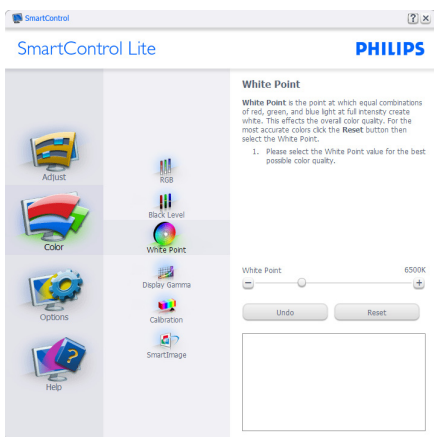 SmartControl
SmartControl Lite
PHILIPS
Adjust
Color
Options
Help
RGB
Black Level
White Point
Display Gamma
Calibration
SmartImage
White Point
White Point is the point at which equal combinations
of red, green, and blue light at full intensity create
white. This effects the overall color quality. For the
most accurate colors click the Reset button then
select the White Point.
1. Please select the White Point value for the best
possible color quality.
White Point 6500K
Undo
Reset